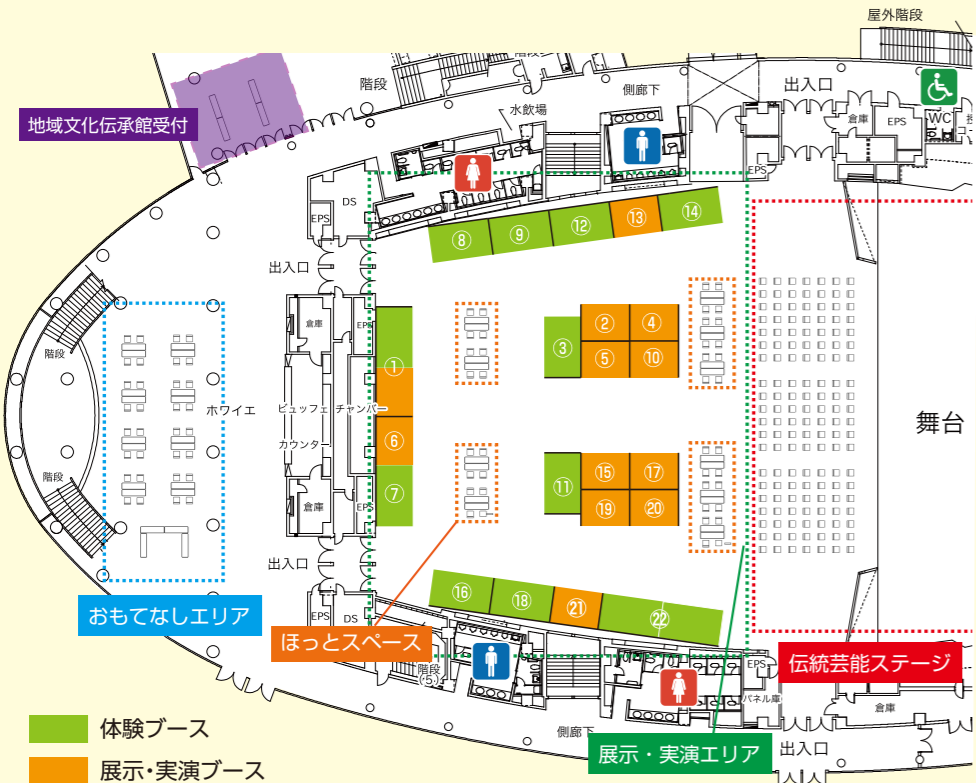 屋外階段
階段
側廊下
出入口
水飲場
倉庫
EPS
WC
地域文化伝承館受付
EPS
DS
EPS
⑧
⑨
⑫
⑬
⑭
出入口
倉庫
EPS
①
③
②
④
⑤
⑩
階段
ホワイエ
ビュッフェ
チャンバー
カウンター
⑥
舞台
⑦
⑪
⑮
⑰
⑲
⑳
階段
倉庫
EPS
出入口
おもてなしエリア
EPS
DS
ほっとスペース
⑯
⑱
㉑
㉒
階段
(5)
EPS
パネル庫
伝統芸能ステージ
倉庫
側廊下
展示・実演エリア
出入口
体験ブース
展示・実演ブース